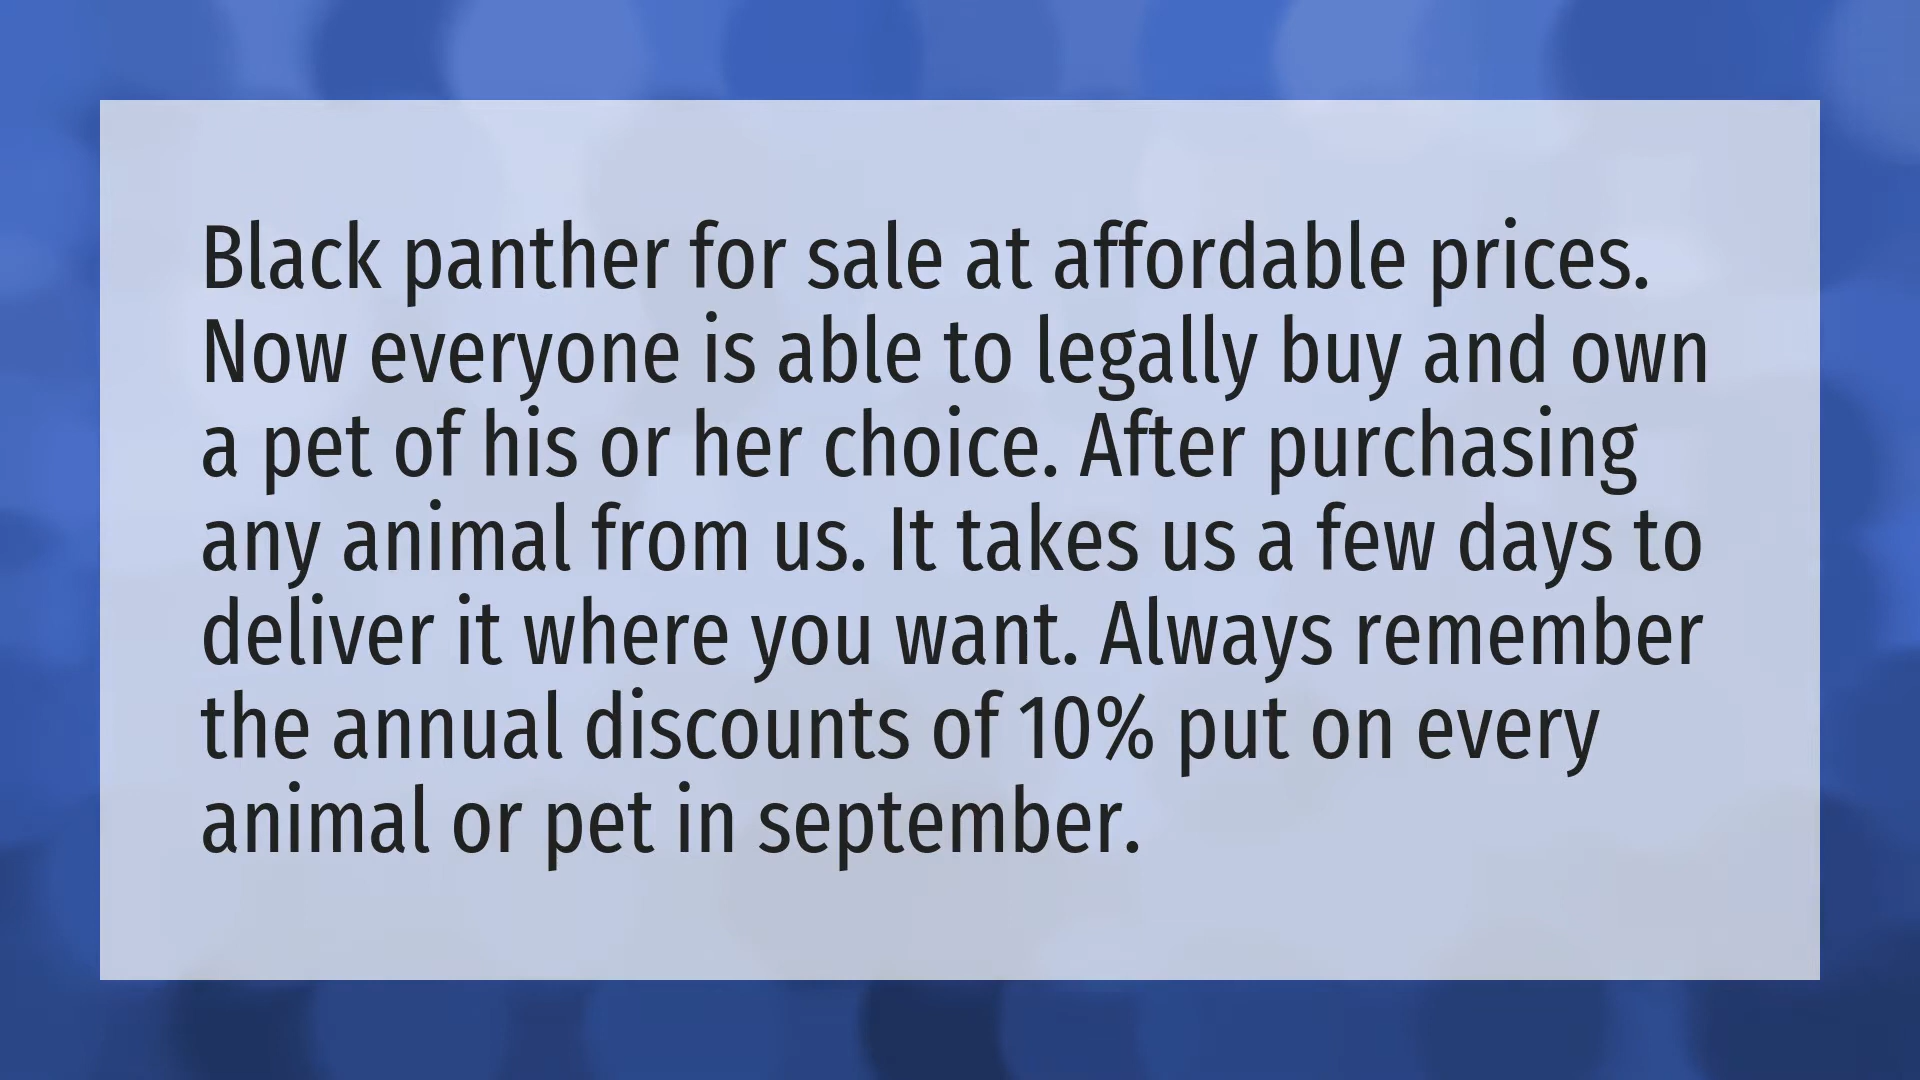 Black panther for sale at affordable prices.
Now everyone is able to legally buy and own
a pet of his or her choice. After purchasing
any animal from us. It takes us a few days to
deliver it where you want. Always remember
the annual discounts of 10% put on every
animal or pet in september.